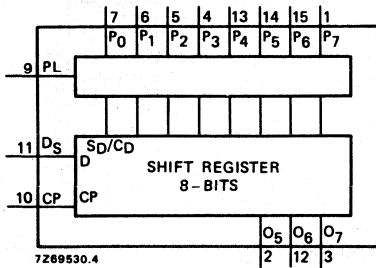 7 6 5 4 13 14 15 1
P0 P1 P2 P3 P4 P5 P6 P7
9 PL
11 DS
SD/CD
D
SHIFT REGISTER
8-BITS
10 CP
CP
O5 O6 O7
7Z69530.4
2 12 3